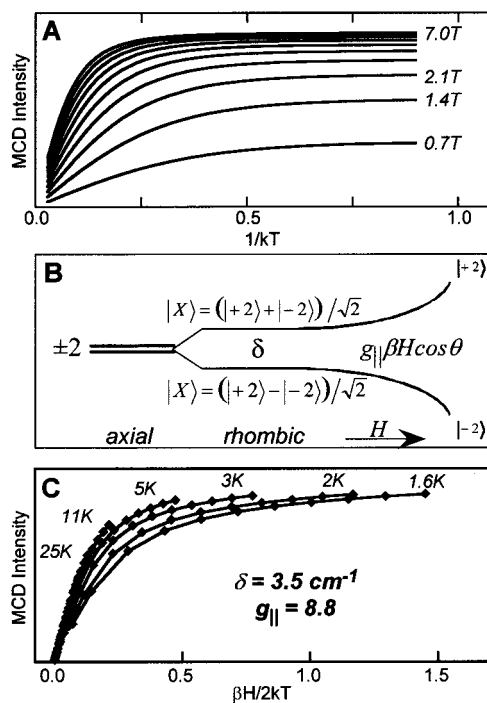 A
MCD Intensity
7.0T
2.1T
1.4T
0.7T
0.0
0.5
1.0
1/kT
B
|+2⟩
|X⟩ = (|+2⟩+|-2⟩)/√2
±2
δ
g||βHcosθ
|X⟩ = (|+2⟩-|-2⟩)/√2
axial
rhombic
H
|-2⟩
C
MCD Intensity
25K
11K
5K
3K
2K
1.6K
δ = 3.5 cm⁻¹
g|| = 8.8
0.0
0.5
1.0
1.5
βH/2kT